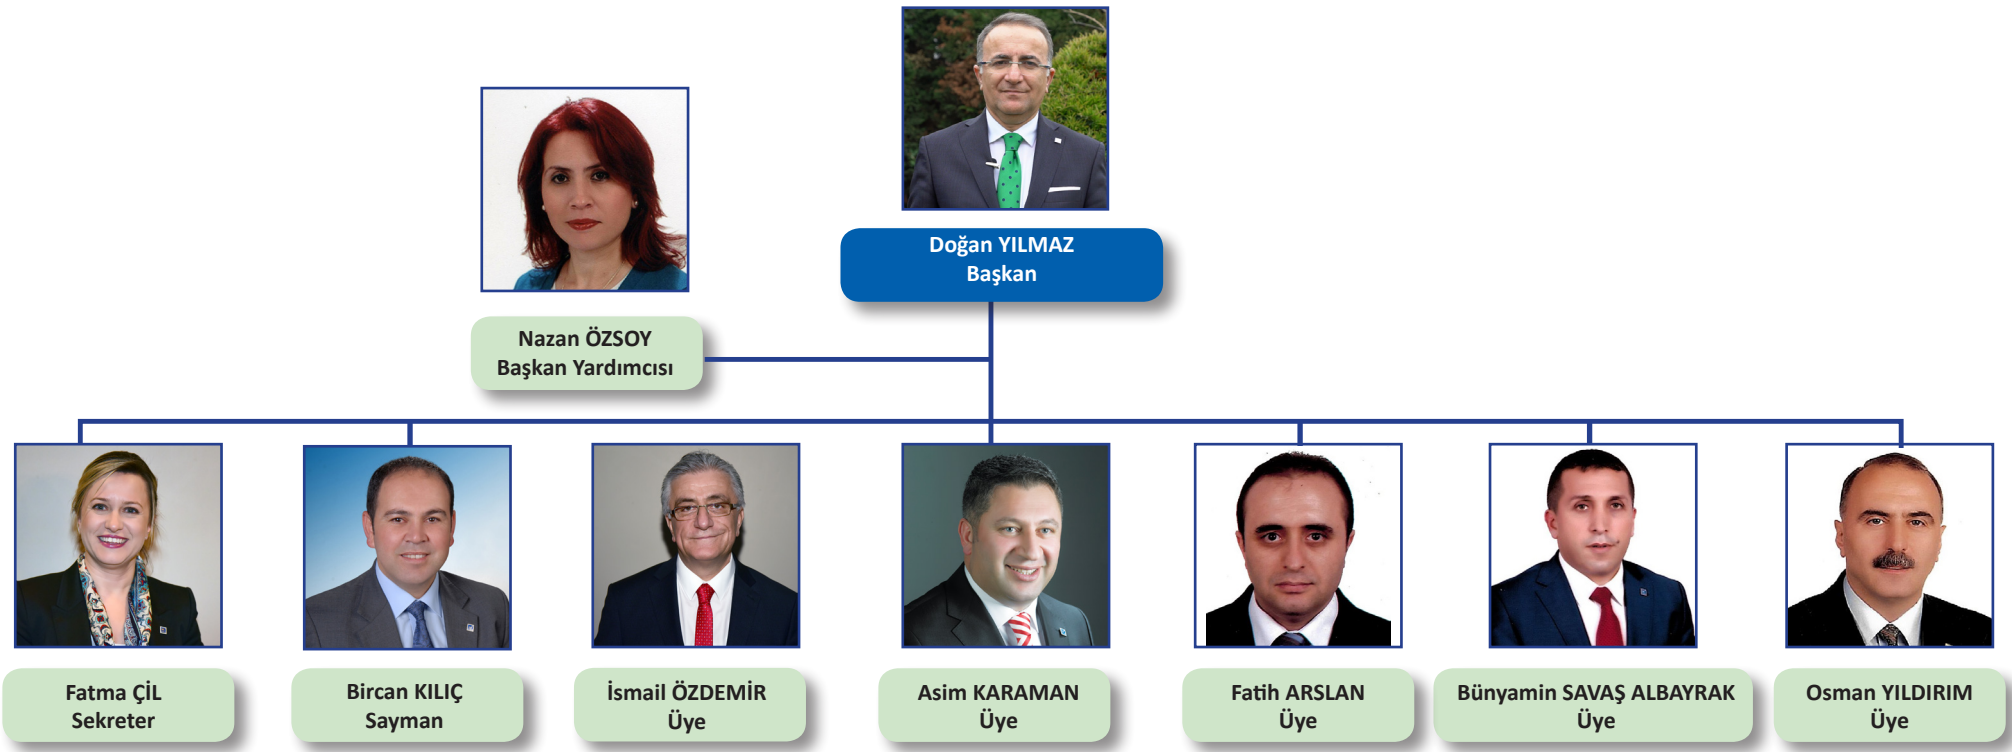 Doğan YILMAZ
Başkan
Nazan ÖZSOY
Başkan Yardımcısı
Fatma ÇİL
Sekreter
Bircan KILIÇ
Sayman
İsmail ÖZDEMİR
Üye
Asim KARAMAN
Üye
Fatih ARSLAN
Üye
Bünyamin SAVAŞ ALBAYRAK
Üye
Osman YILDIRIM
Üye